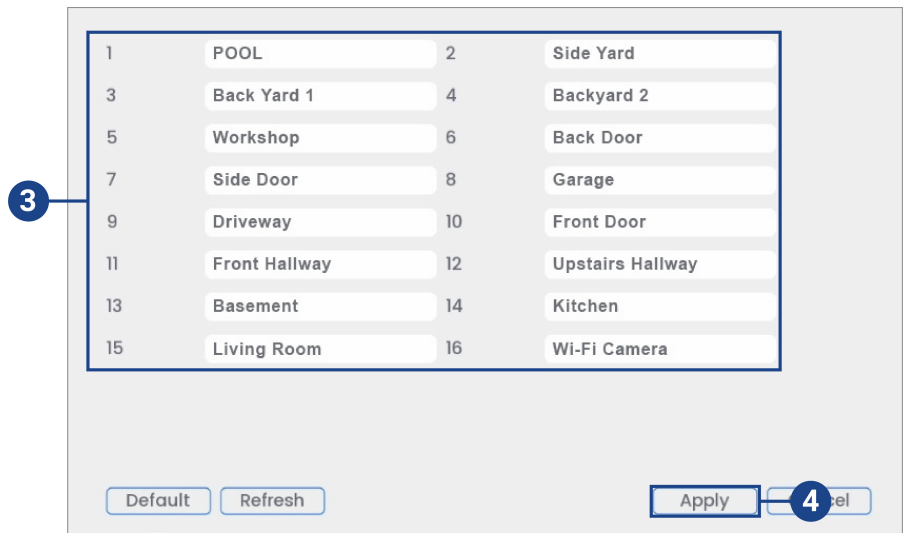 1 POOL 2 Side Yard
3 Back Yard 1 4 Backyard 2
5 Workshop 6 Back Door
7 Side Door 8 Garage
3
9 Driveway 10 Front Door
11 Front Hallway 12 Upstairs Hallway
13 Basement 14 Kitchen
15 Living Room 16 Wi-Fi Camera
Default Refresh Apply 4